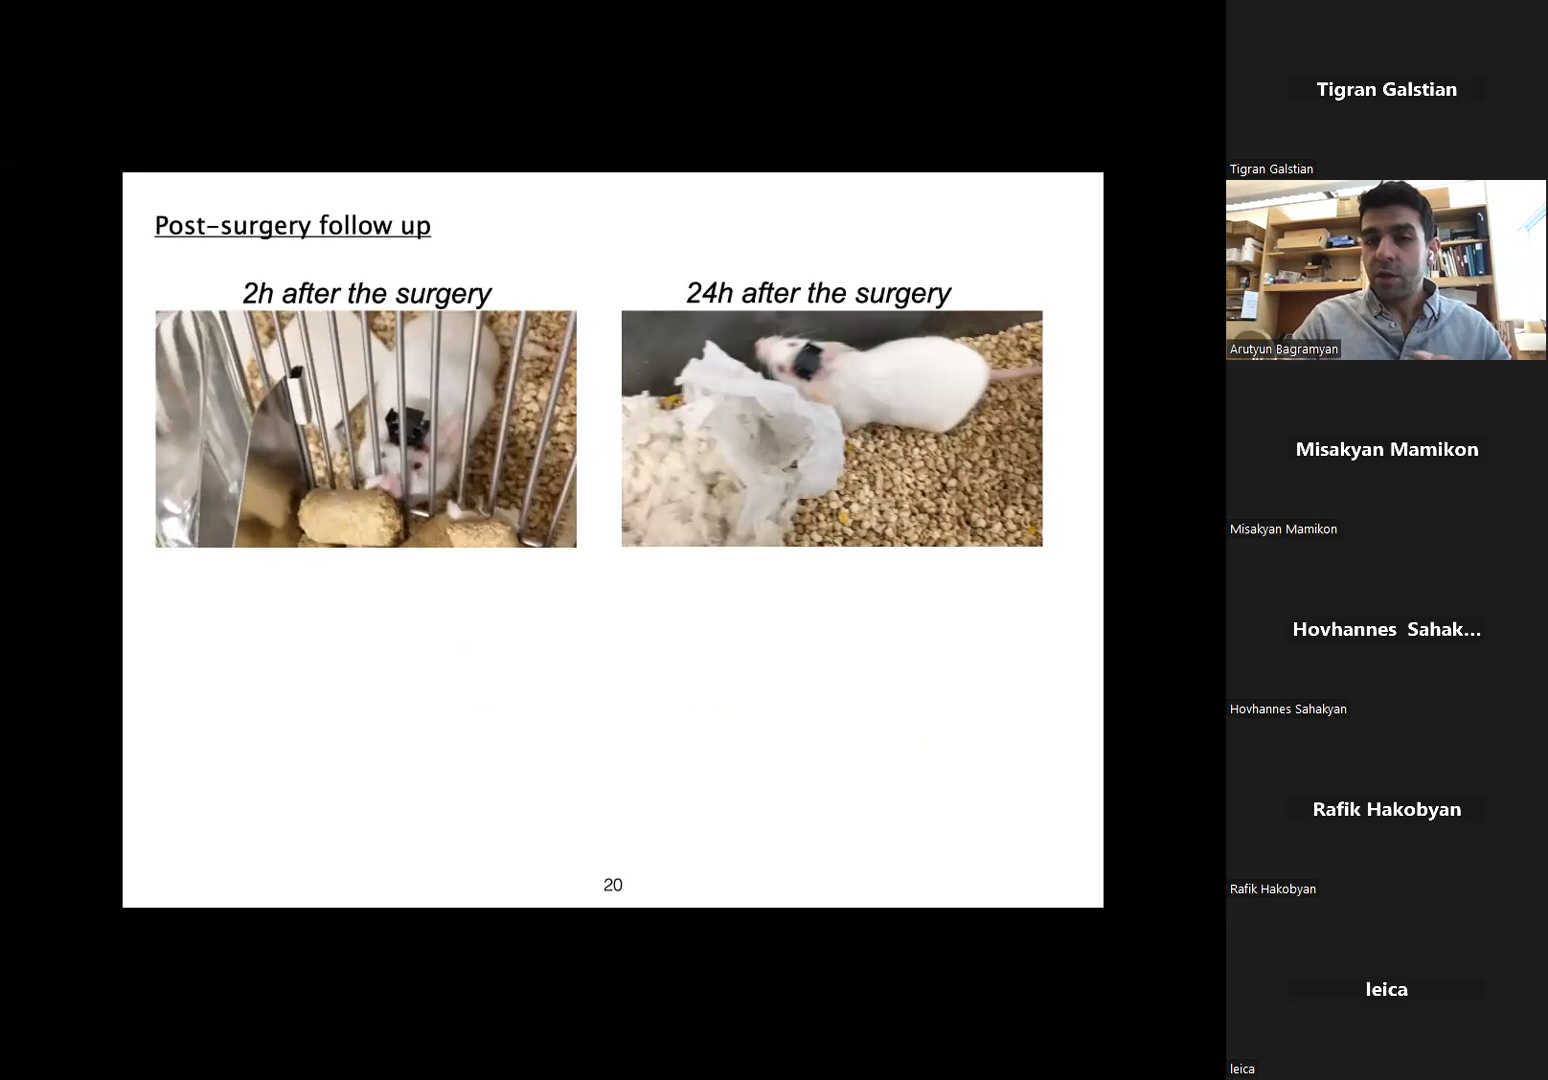 Post-surgery follow up
2h after the surgery
24h after the surgery
20
Tigran Galstian
Tigran Galstian
Arutyun Bagramyan
Misakyan Mamikon
Misakyan Mamikon
Hovhannes Sahak...
Hovhannes Sahakyan
Rafik Hakobyan
Rafik Hakobyan
leica
leica